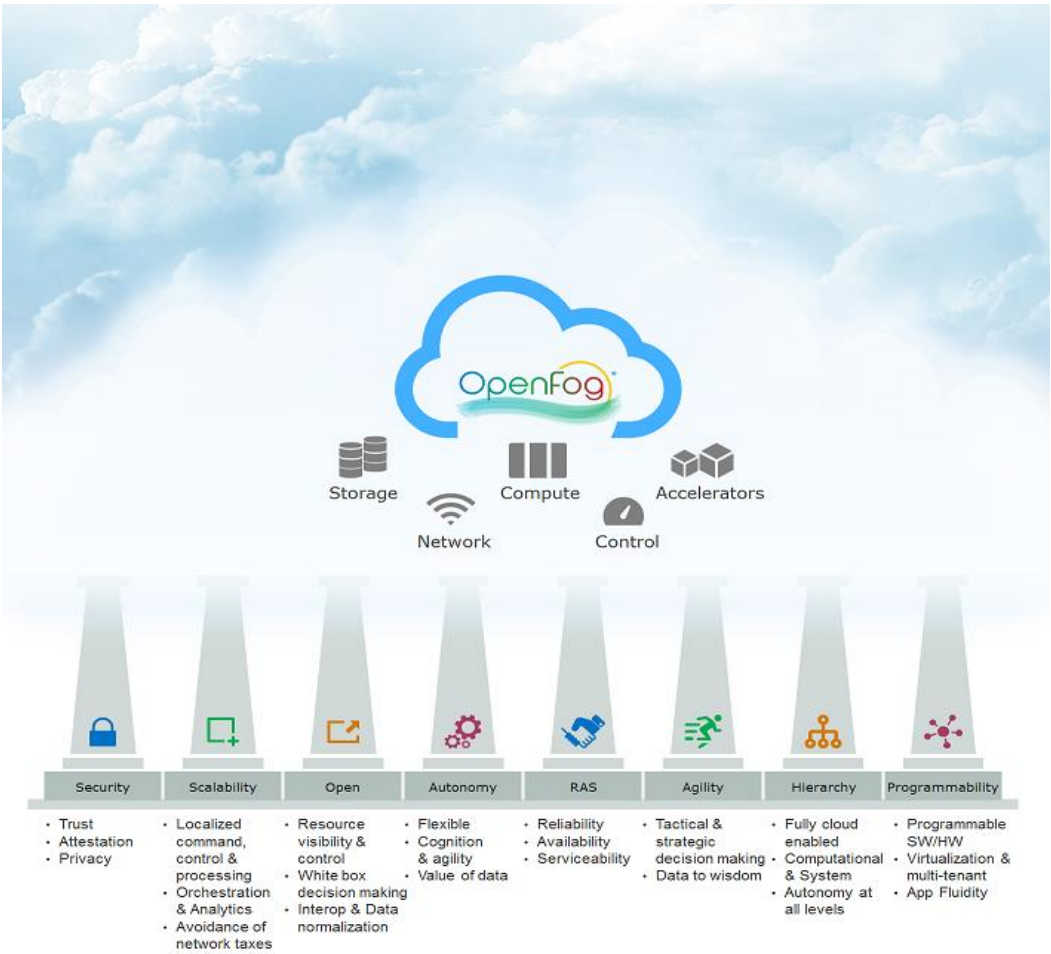 OpenFog
Storage
Compute
Accelerators
Network
Control
Security
Scalability
Open
Autonomy
RAS
Agility
Hierarchy
Programmability
• Trust
• Attestation
• Privacy
• Localized
command,
control &
processing
• Orchestration
& Analytics
• Avoidance of
network taxes
• Resource
visibility &
control
• White box
decision making
• Interop & Data
normalization
• Flexible
• Cognition
& agility
• Value of data
• Reliability
• Availability
• Serviceability
• Tactical &
strategic
decision making
• Data to wisdom
• Fully cloud
enabled
• Computational
& System
• Autonomy at
all levels
• Programmable
SW/HW
• Virtualization &
multi-tenant
• App Fluidity